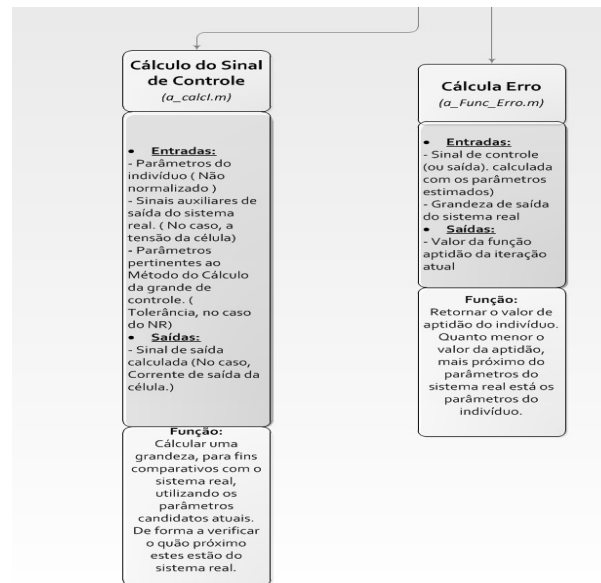 Cálculo do Sinal
de Controle
(a_calcI.m)
• Entradas:
- Parâmetros do
indivíduo ( Não
normalizado )
- Sinais auxiliares de
saída do sistema
real. ( No caso, a
tensão da célula)
- Parâmetros
pertinentes ao
Método do Cálculo
da grande de
controle. (
Tolerância, no caso
do NR)
• Saídas:
- Sinal de saída
calculada (No caso,
Corrente de saída da
célula.)
Função:
Cálcular uma
grandeza, para fins
comparativos com o
sistema real,
utilizando os
parâmetros
candidatos atuais.
De forma a verificar
o quão próximo
estes estão do
sistema real.
Cálcula Erro
(a_Func_Erro.m)
• Entradas:
- Sinal de controle
(ou saída). calculada
com os parâmetros
estimados)
- Grandeza de saída
do sistema real
• Saídas:
- Valor da função
aptidão da iteração
atual
Função:
Retornar o valor de
aptidão do indivíduo.
Quanto menor o
valor da aptidão,
mais próximo do
parâmetros do
sistema real está os
parâmetros do
indivíduo.